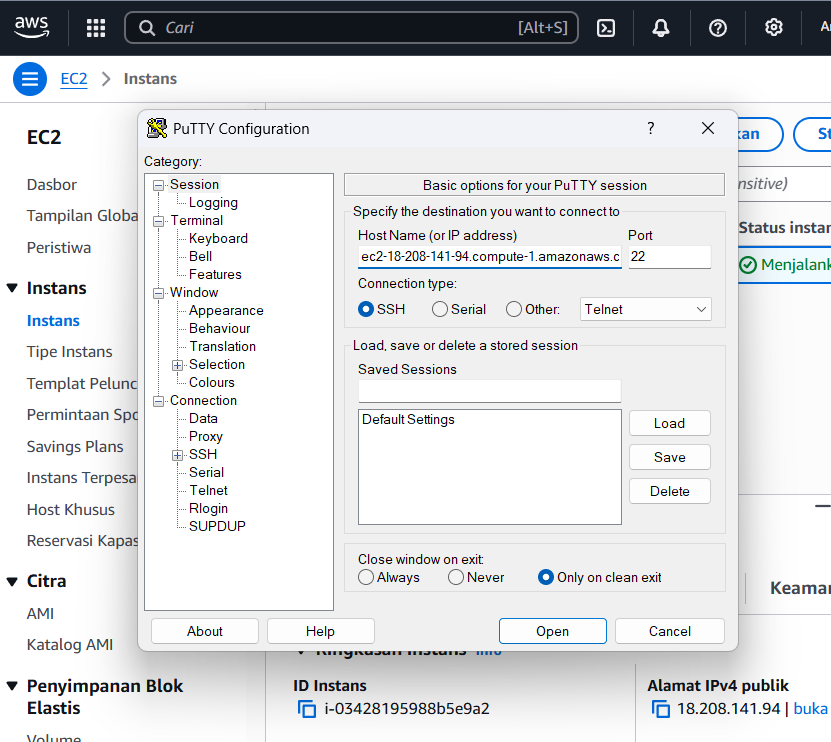 aws
Cari [Alt+S]
EC2 > Instans
EC2
Dasbor
Tampilan Globa
Peristiwa
Instans
Instans
Tipe Instans
Templat Pelunc
Permintaan Spo
Savings Plans
Instans Terpesa
Host Khusus
Reservasi Kapas
Citra
AMI
Katalog AMI
Penyimpanan Blok
Elastis
Volume
PuTTY Configuration ?
Category:
Session
Logging
Terminal
Keyboard
Bell
Features
Window
Appearance
Behaviour
Translation
Selection
Colours
Connection
Data
Proxy
SSH
Serial
Telnet
Rlogin
SUPDUP
Basic options for your PuTTY session
Specify the destination you want to connect to
Host Name (or IP address) Port
ec2-18-208-141-94.compute-1.amazonaws.c 22
Connection type:
SSH Serial Other: Telnet
Load, save or delete a stored session
Saved Sessions
Default Settings
Load
Save
Delete
Close window on exit:
Always Never Only on clean exit
About Help Open Cancel
kan St
nsitive)
Status instan
Menjalank
Keaman
Ringkasan instans Info
ID Instans
i-03428195988b5e9a2
Alamat IPv4 publik
18.208.141.94 | buka